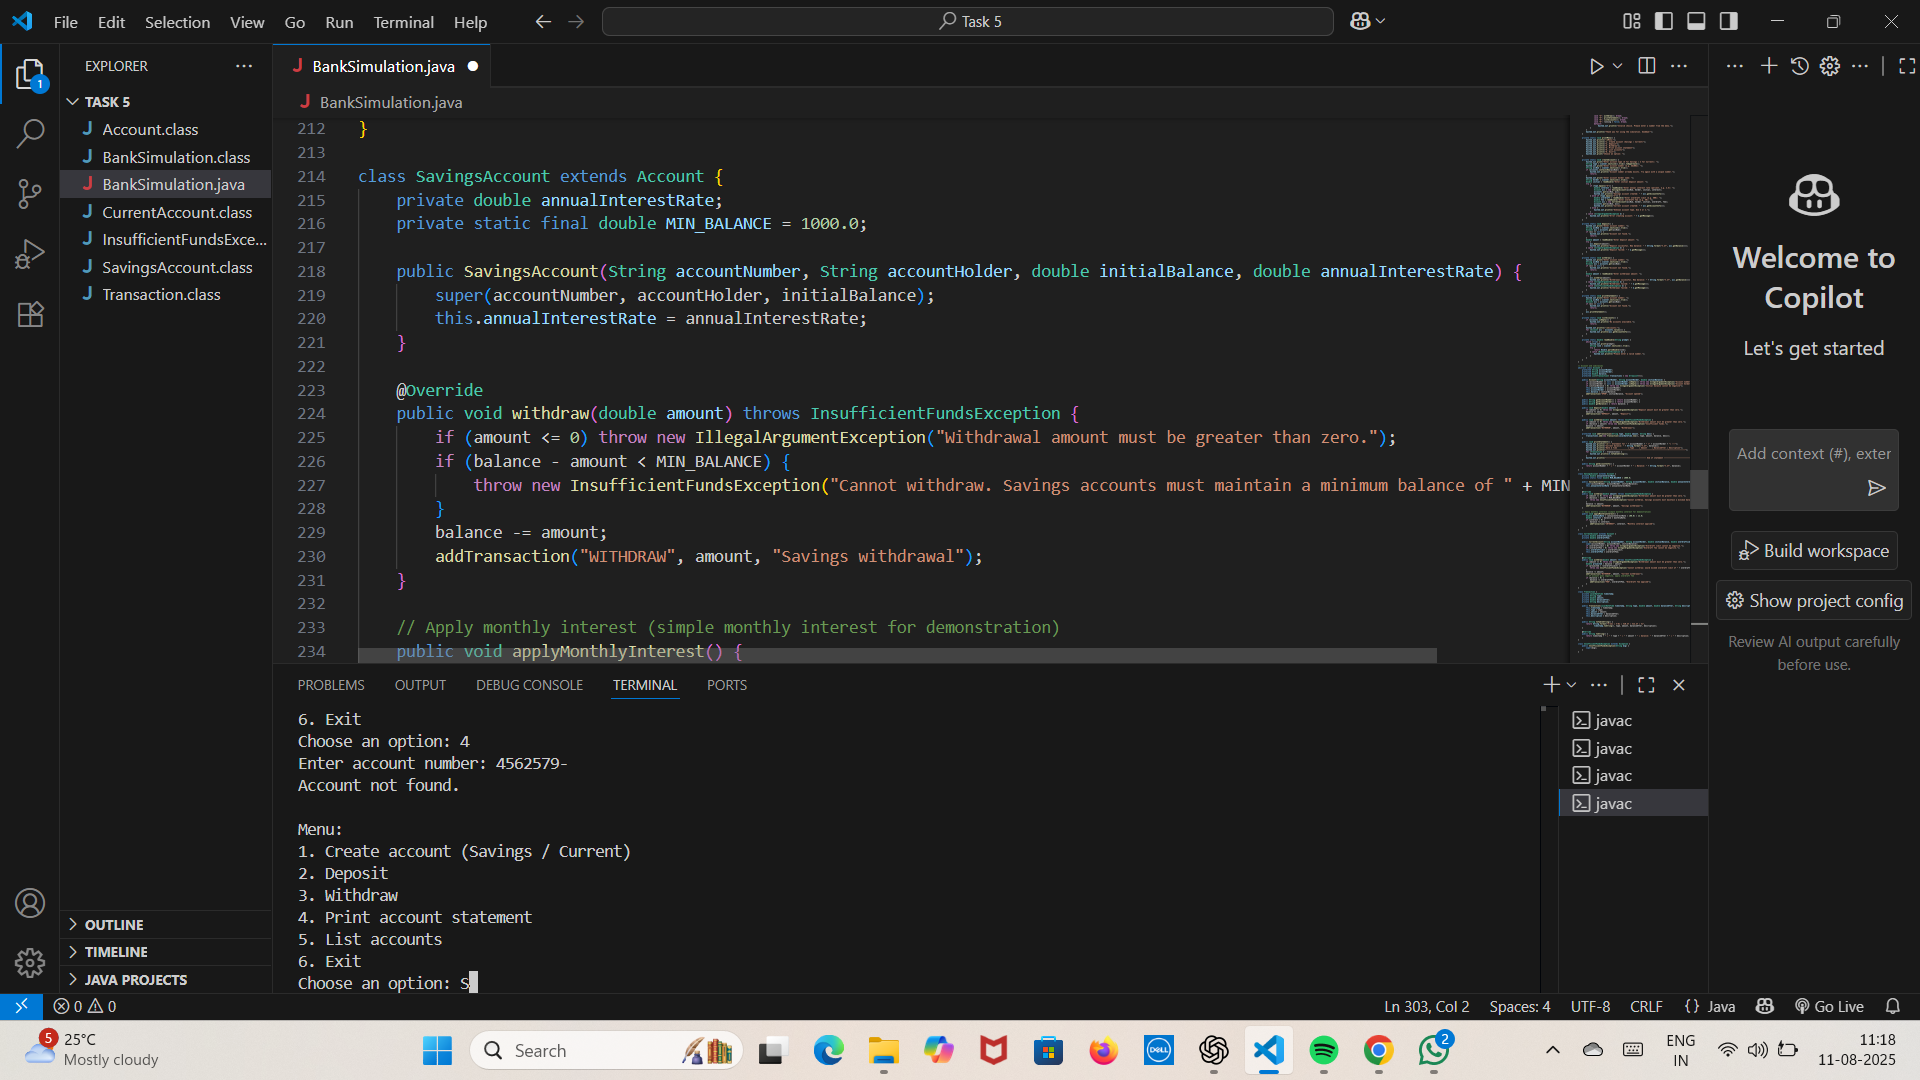 File Edit Selection View Go Run Terminal Help
Task 5
EXPLORER
1
TASK 5
J Account.class
J BankSimulation.class
J BankSimulation.java
J CurrentAccount.class
J InsufficientFundsExce...
J SavingsAccount.class
J Transaction.class
OUTLINE
TIMELINE
JAVA PROJECTS
J BankSimulation.java
J BankSimulation.java
212 }
213
214 class SavingsAccount extends Account {
215 private double annualInterestRate;
216 private static final double MIN_BALANCE = 1000.0;
217
218 public SavingsAccount(String accountNumber, String accountHolder, double initialBalance, double annualInterestRate) {
219 super(accountNumber, accountHolder, initialBalance);
220 this.annualInterestRate = annualInterestRate;
221 }
222
223 @Override
224 public void withdraw(double amount) throws InsufficientFundsException {
225 if (amount <= 0) throw new IllegalArgumentException("Withdrawal amount must be greater than zero.");
226 if (balance - amount < MIN_BALANCE) {
227 throw new InsufficientFundsException("Cannot withdraw. Savings accounts must maintain a minimum balance of " + MIN
228 }
229 balance -= amount;
230 addTransaction("WITHDRAW", amount, "Savings withdrawal");
231 }
232
233 // Apply monthly interest (simple monthly interest for demonstration)
234 public void applyMonthlyInterest() {
PROBLEMS OUTPUT DEBUG CONSOLE TERMINAL PORTS
6. Exit
Choose an option: 4
Enter account number: 4562579-
Account not found.
Menu:
1. Create account (Savings / Current)
2. Deposit
3. Withdraw
4. Print account statement
5. List accounts
6. Exit
Choose an option: S
javac
javac
javac
javac
Welcome to
Copilot
Let's get started
Add context (#), exter
Build workspace
Show project config
Review AI output carefully
before use.
0 0
Ln 303, Col 2 Spaces: 4 UTF-8 CRLF {} Java Go Live
5
25°C
Mostly cloudy
Search
DELL
2
ENG
IN
11:18
11-08-2025